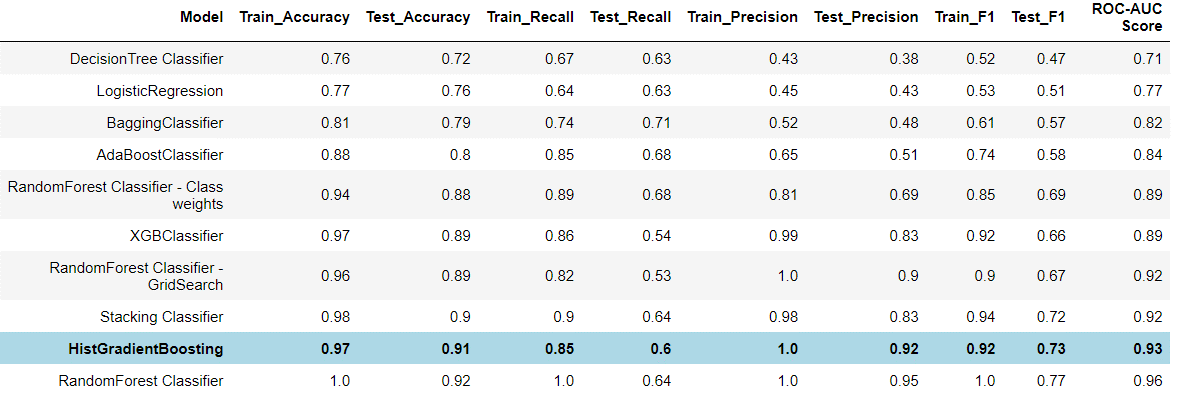 Model Train_Accuracy Test_Accuracy Train_Recall Test_Recall Train_Precision Test_Precision Train_F1 Test_F1 ROC-AUC
Score
DecisionTree Classifier 0.76 0.72 0.67 0.63 0.43 0.38 0.52 0.47 0.71
LogisticRegression 0.77 0.76 0.64 0.63 0.45 0.43 0.53 0.51 0.77
BaggingClassifier 0.81 0.79 0.74 0.71 0.52 0.48 0.61 0.57 0.82
AdaBoostClassifier 0.88 0.8 0.85 0.68 0.65 0.51 0.74 0.58 0.84
RandomForest Classifier - Class
weights 0.94 0.88 0.89 0.68 0.81 0.69 0.85 0.69 0.89
XGBClassifier 0.97 0.89 0.86 0.54 0.99 0.83 0.92 0.66 0.89
RandomForest Classifier -
GridSearch 0.96 0.89 0.82 0.53 1.0 0.9 0.9 0.67 0.92
Stacking Classifier 0.98 0.9 0.9 0.64 0.98 0.83 0.94 0.72 0.92
HistGradientBoosting 0.97 0.91 0.85 0.6 1.0 0.92 0.92 0.73 0.93
RandomForest Classifier 1.0 0.92 1.0 0.64 1.0 0.95 1.0 0.77 0.96